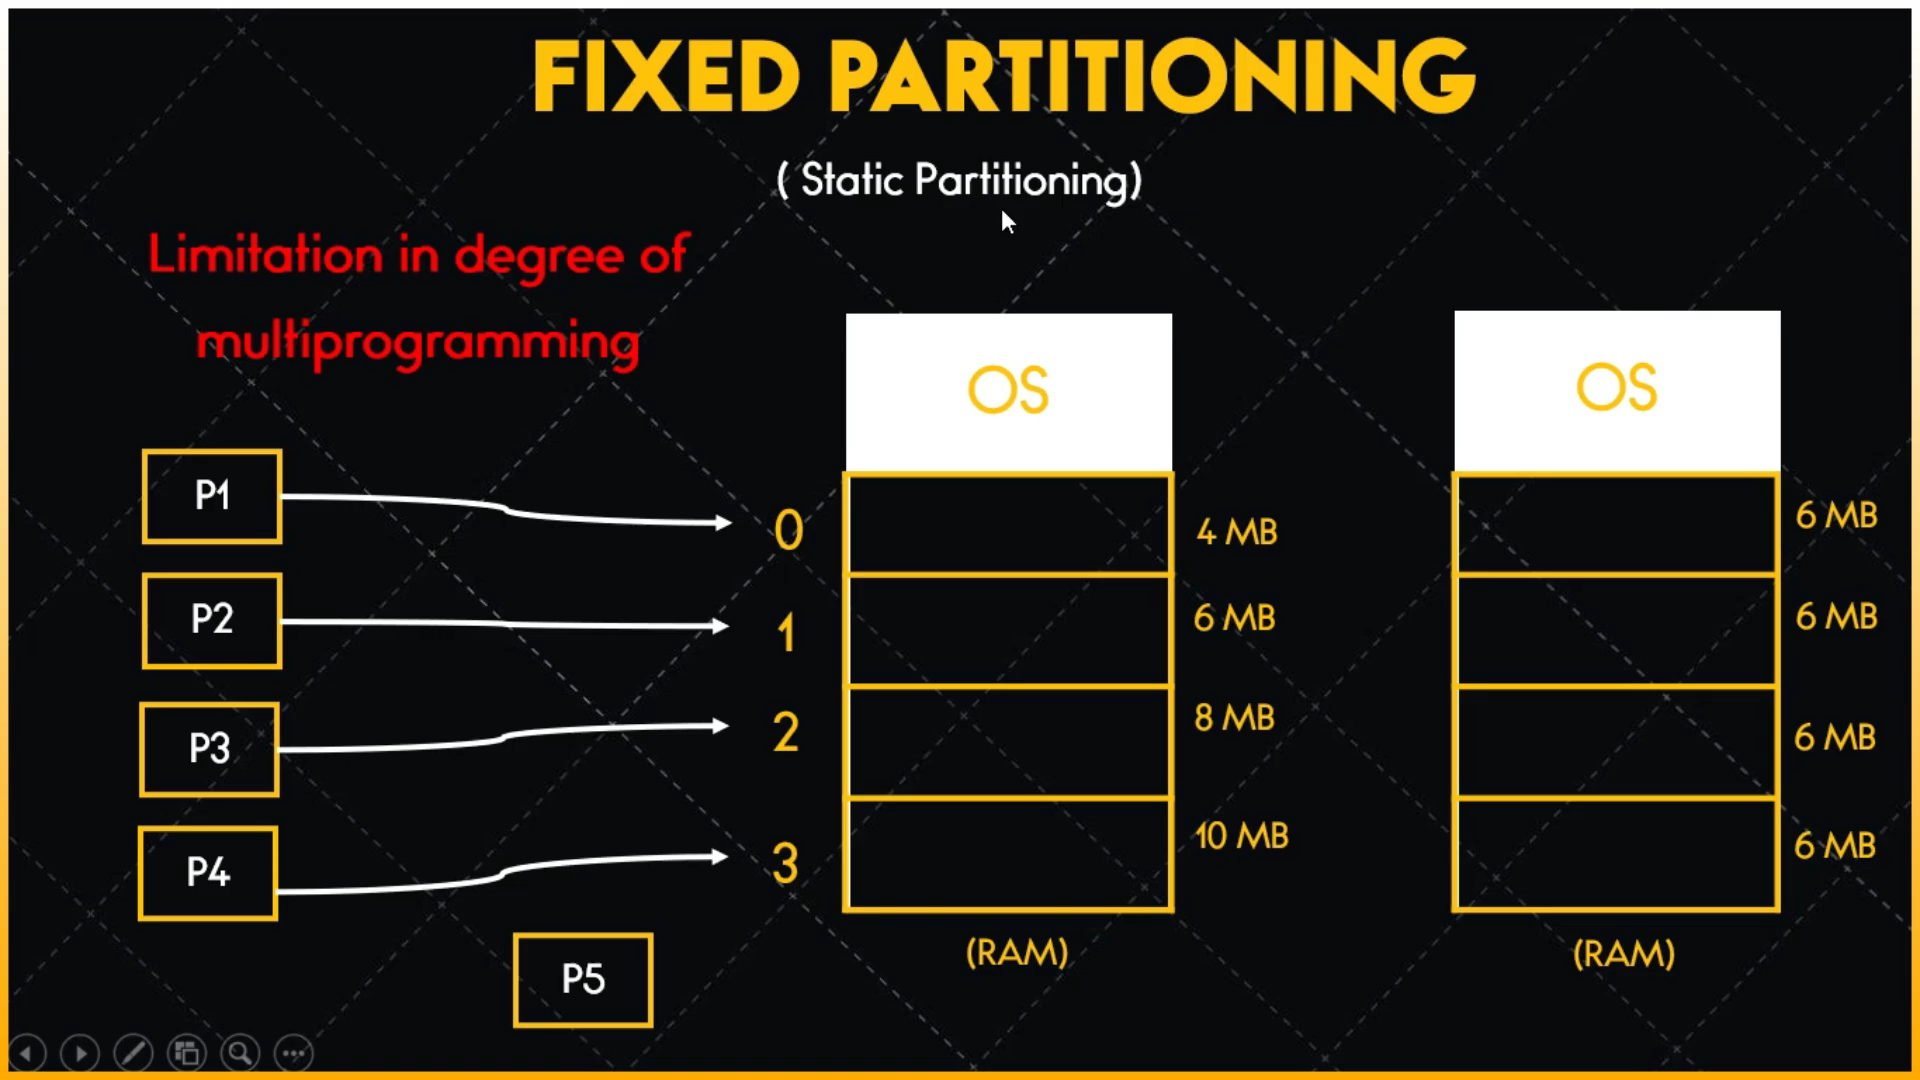 FIXED PARTITIONING
( Static Partitioning)
Limitation in degree of
multiprogramming
P1
P2
P3
P4
P5
0
1
2
3
OS
4 MB
6 MB
8 MB
10 MB
(RAM)
OS
6 MB
6 MB
6 MB
6 MB
(RAM)